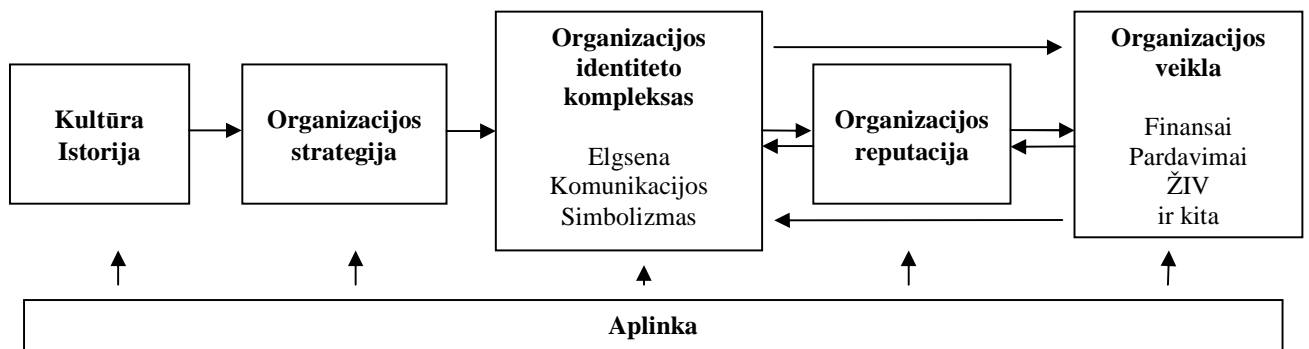 Kultūra
Istorija
Organizacijos
strategija
Organizacijos
identiteto
kompleksas
Elgsena
Komunikacijos
Simbolizmas
Organizacijos
reputacija
Organizacijos
veikla
Finansai
Pardavimai
ŽIV
ir kita
Aplinka